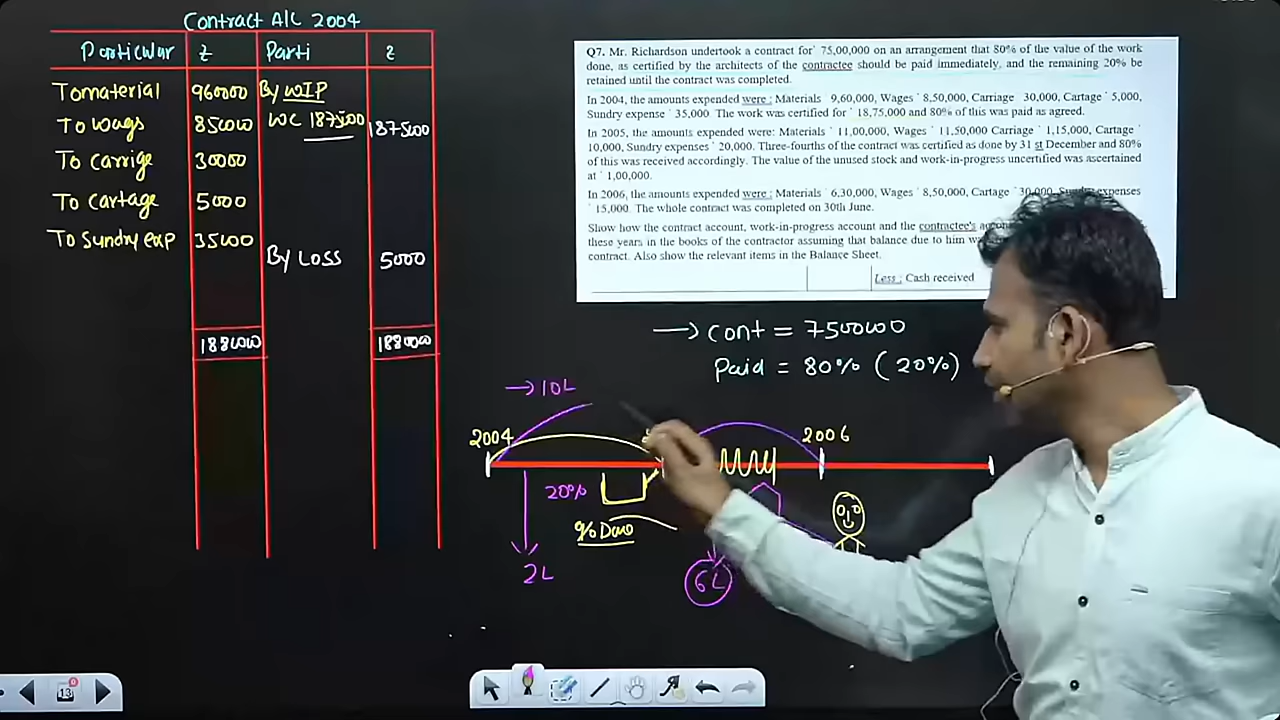 Contract A/C 2004
Particular ₹ Parti ₹
To material 960000 By WIP
To wags 850000 WC 1875000 1875000
To carrige 30000
To cartage 5000
To Sundry exp 35000
By Loss 5000
1880000 1880000
Q7. Mr. Richardson undertook a contract for` 75,00,000 on an arrangement that 80% of the value of the work
done, as certified by the architects of the contractee should be paid immediately, and the remaining 20% be
retained until the contract was completed.
In 2004, the amounts expended were : Materials ` 9,60,000, Wages ` 8,50,000, Carriage ` 30,000, Cartage ` 5,000,
Sundry expense ` 35,000. The work was certified for ` 18,75,000 and 80% of this was paid as agreed.
In 2005, the amounts expended were: Materials ` 11,00,000, Wages ` 11,50,000 Carriage ` 1,15,000, Cartage `
10,000, Sundry expenses ` 20,000. Three-fourths of the contract was certified as done by 31 st December and 80%
of this was received accordingly. The value of the unused stock and work-in-progress uncertified was ascertained
at ` 1,00,000.
In 2006, the amounts expended were : Materials ` 6,30,000, Wages ` 8,50,000, Cartage ` 30,000, Sundry expenses
` 15,000. The whole contract was completed on 30th June.
Show how the contract account, work-in-progress account and the contractee's
these years in the books of the contractor assuming that balance due to him
contract. Also show the relevant items in the Balance Sheet.
Less : Cash received
→ cont = 7500000
Paid = 80% (20%)
→ 10L
2004 2006
20%
% Done
2L 6L
13